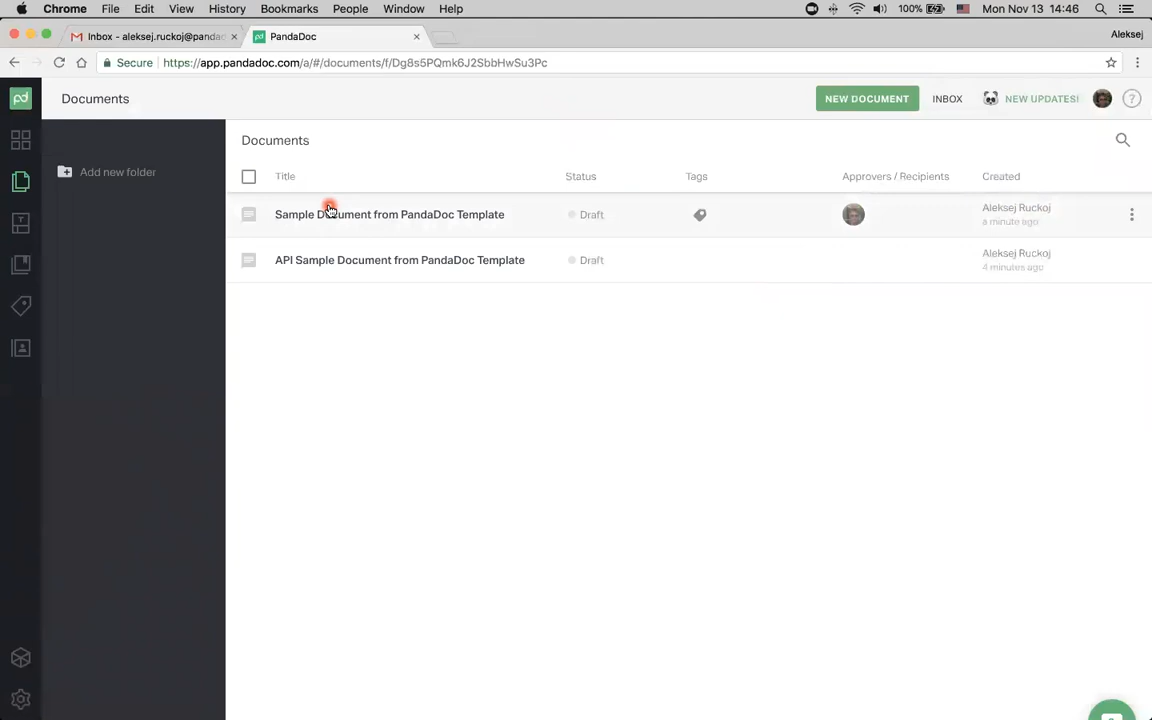 Chrome File Edit View History Bookmarks People Window Help 100% Mon Nov 13 14:46
Inbox - aleksej.ruckoj@pandad PandaDoc Aleksej
Secure https://app.pandadoc.com/a/#/documents/f/Dg8s5PQmk6J2SbbHwSu3Pc
pd Documents NEW DOCUMENT INBOX NEW UPDATES! ?
Documents
Add new folder
Title Status Tags Approvers / Recipients Created
Sample Document from PandaDoc Template Draft Aleksej Ruckoj
a minute ago
API Sample Document from PandaDoc Template Draft Aleksej Ruckoj
4 minutes ago